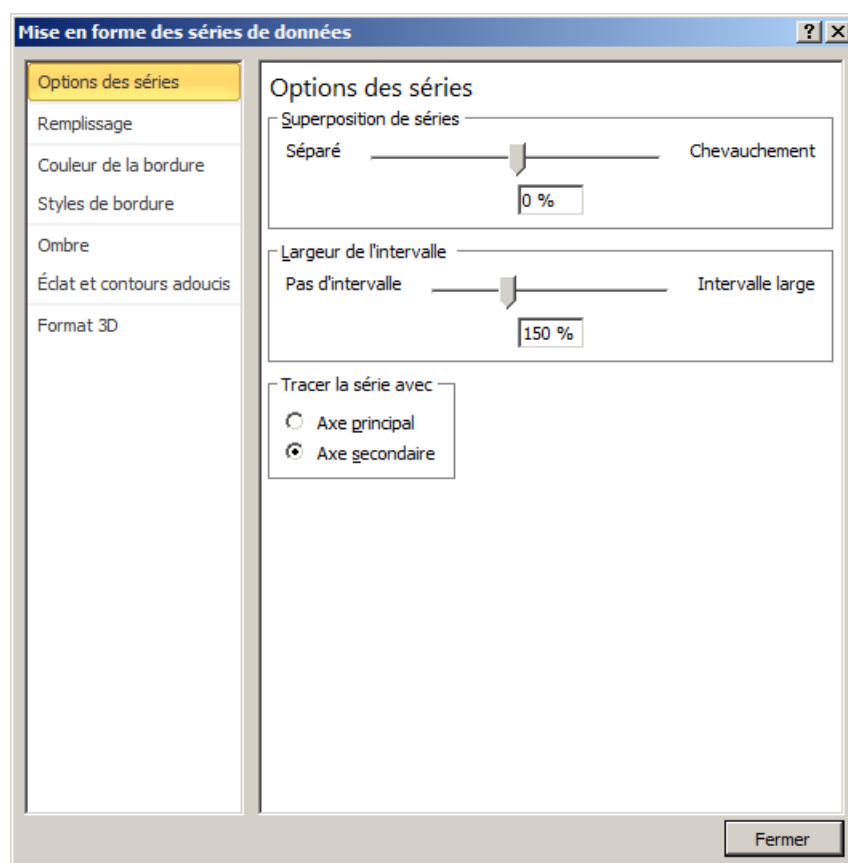 Mise en forme des séries de données
Options des séries
Remplissage
Couleur de la bordure
Styles de bordure
Ombre
Éclat et contours adoucis
Format 3D
Options des séries
Superposition de séries
Séparé Chevauchement
0 %
Largeur de l'intervalle
Pas d'intervalle Intervalle large
150 %
Tracer la série avec
Axe principal
Axe secondaire
Fermer